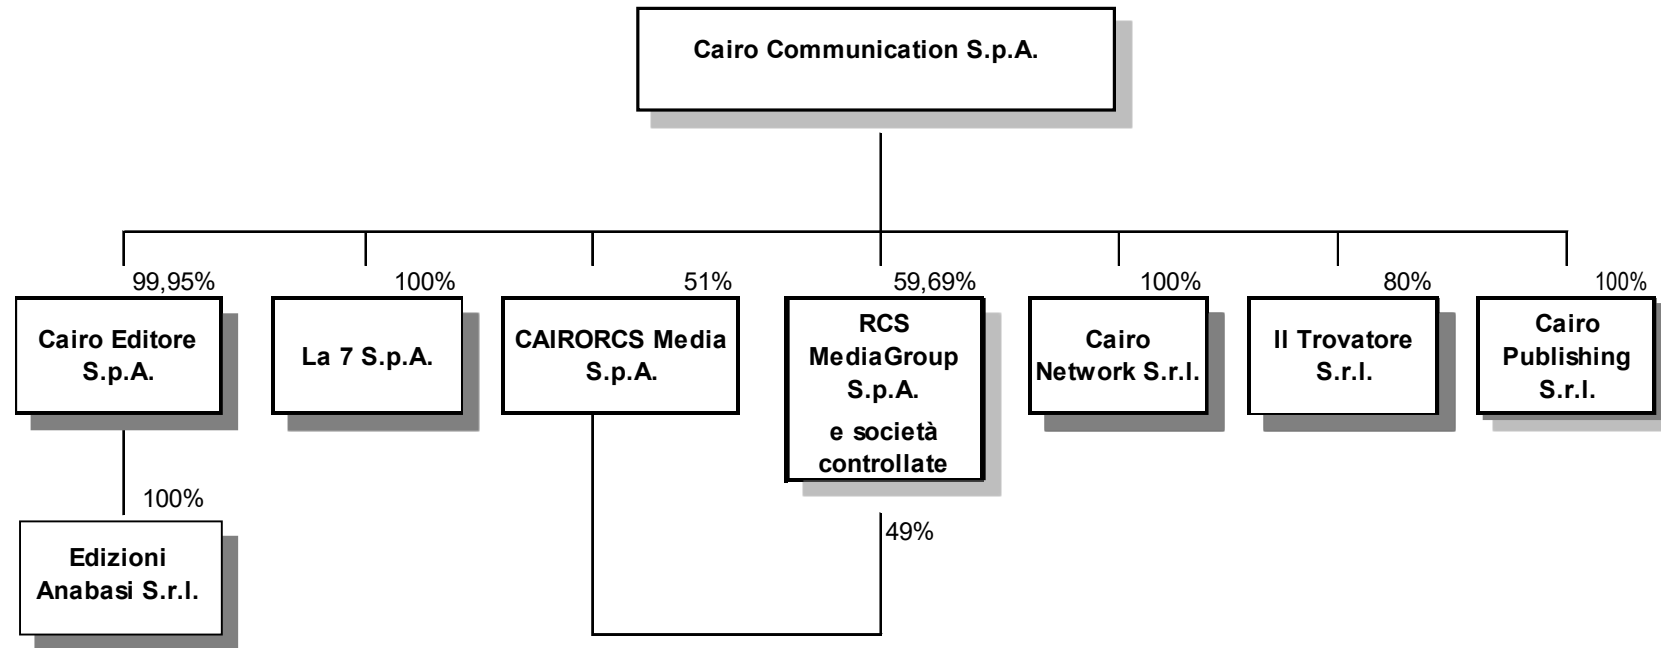 Cairo Communication S.p.A.
99,95%
100%
51%
59,69%
100%
80%
100%
Cairo Editore
S.p.A.
La 7 S.p.A.
CAIRORCS Media
S.p.A.
RCS
MediaGroup
S.p.A.
e società
controllate
Cairo
Network S.r.l.
Il Trovatore
S.r.l.
Cairo
Publishing
S.r.l.
100%
49%
Edizioni
Anabasi S.r.l.